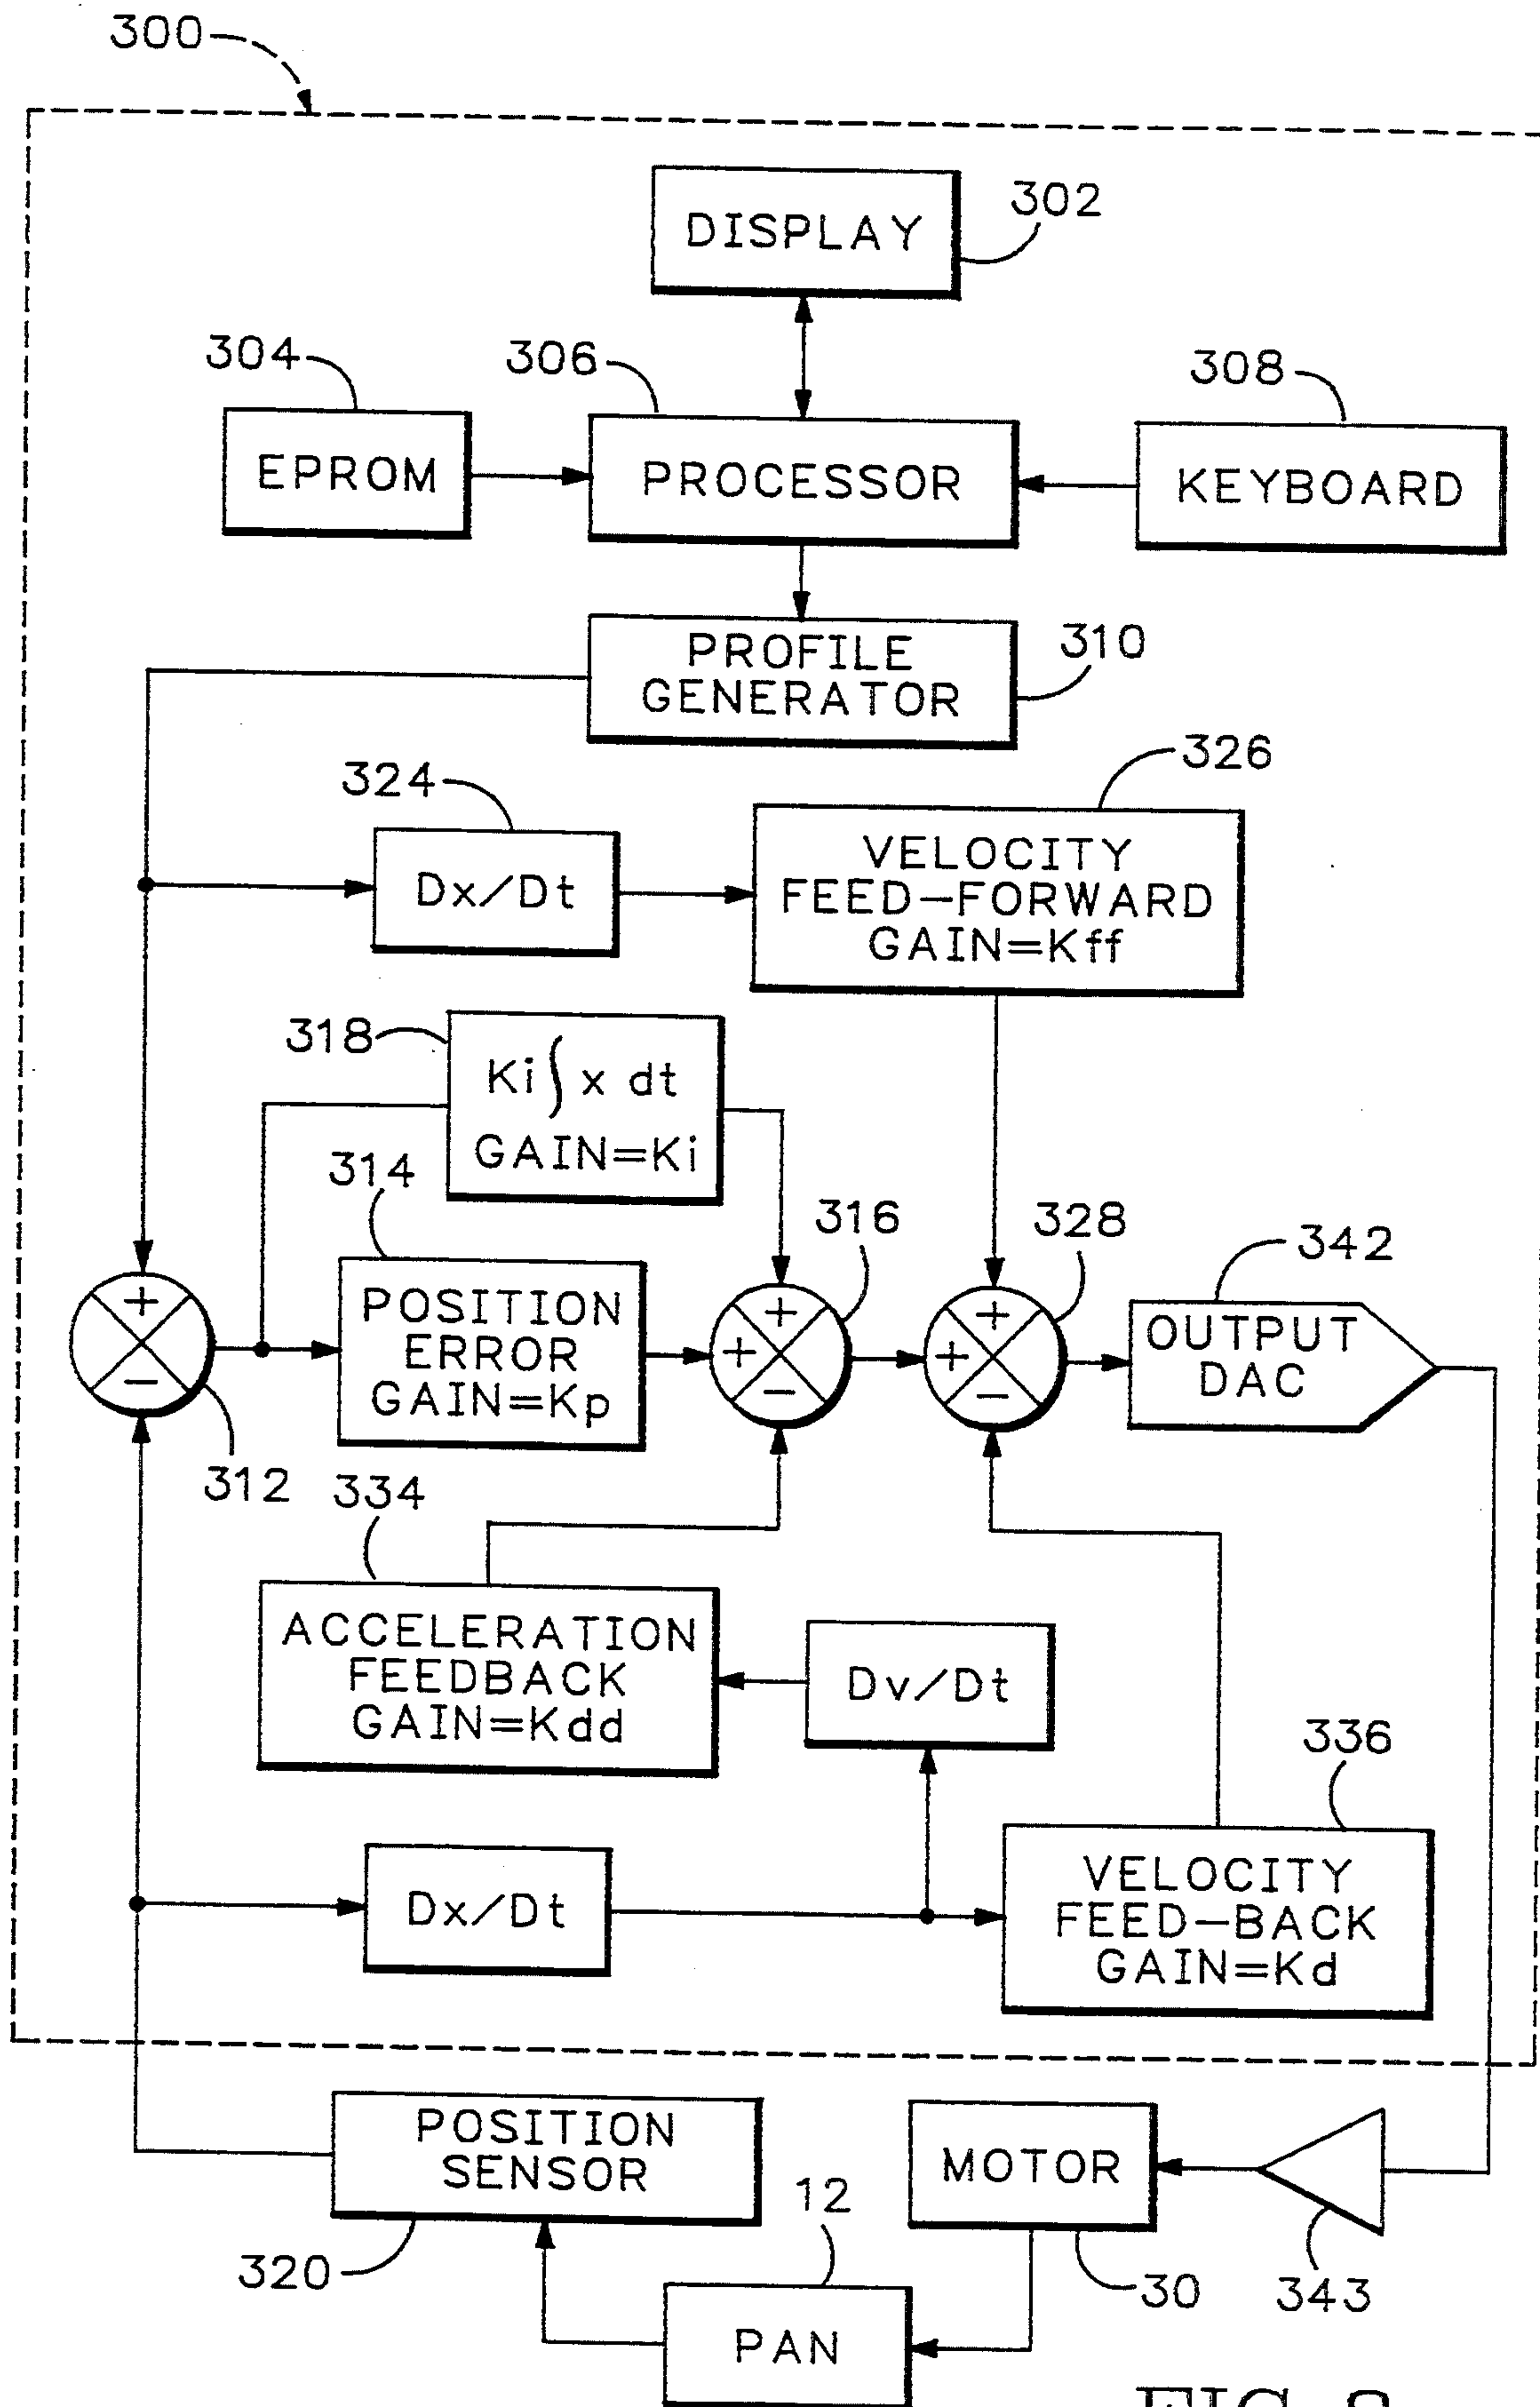 300
DISPLAY
302
304
306
308
EPROM
PROCESSOR
KEYBOARD
PROFILE
GENERATOR
310
324
326
Dx/Dt
VELOCITY
FEED-FORWARD
GAIN=Kff
318
Ki∫x dt
GAIN=Ki
314
316
328
342
+
−
POSITION
ERROR
GAIN=Kp
+
+
−
+
+
−
OUTPUT
DAC
312
334
ACCELERATION
FEEDBACK
GAIN=Kdd
Dv/Dt
336
Dx/Dt
VELOCITY
FEED-BACK
GAIN=Kd
POSITION
SENSOR
MOTOR
320
12
30
343
PAN